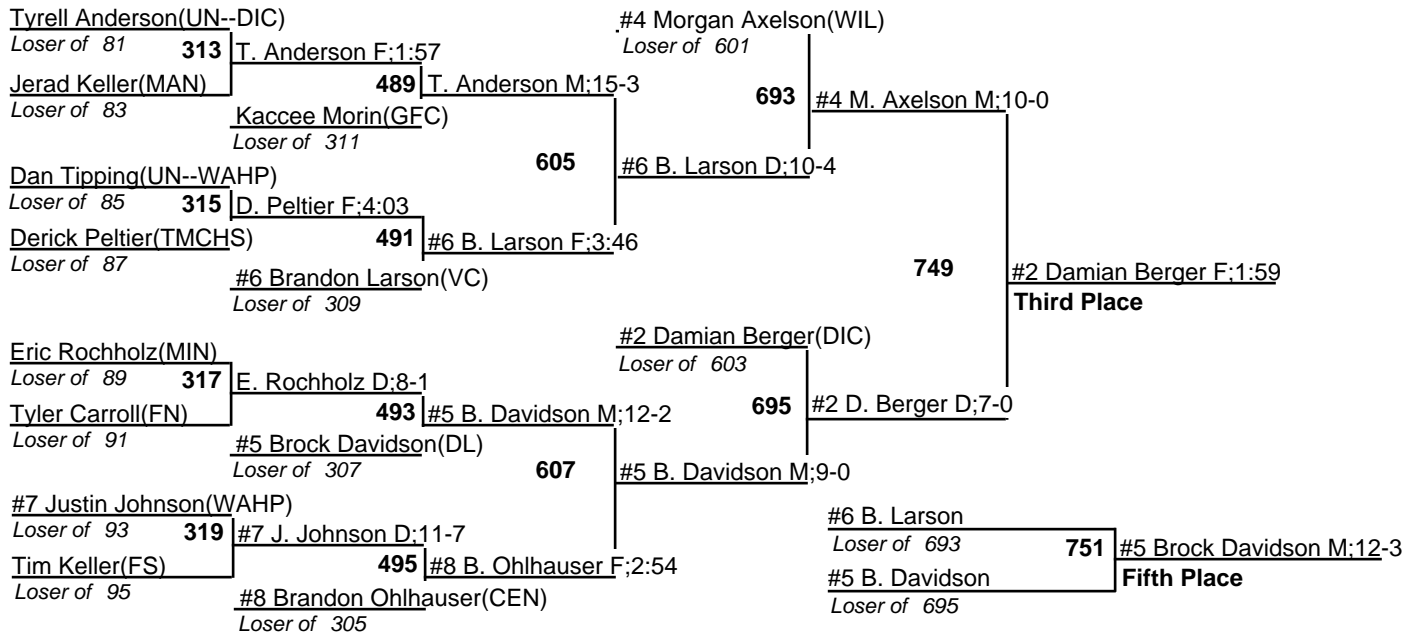 Tyrell Anderson(UN--DIC)
Loser of 81
313
T. Anderson F;1:57
Jerad Keller(MAN)
Loser of 83
489
T. Anderson M;15-3
Kaccee Morin(GFC)
Loser of 311
Dan Tipping(UN--WAHP)
Loser of 85
315
D. Peltier F;4:03
Derick Peltier(TMCHS)
Loser of 87
491
#6 B. Larson F;3:46
#6 Brandon Larson(VC)
Loser of 309
605
#6 B. Larson D;10-4
#4 Morgan Axelson(WIL)
Loser of 601
693
#4 M. Axelson M;10-0
Eric Rochholz(MIN)
Loser of 89
317
E. Rochholz D;8-1
Tyler Carroll(FN)
Loser of 91
493
#5 B. Davidson M;12-2
#5 Brock Davidson(DL)
Loser of 307
#7 Justin Johnson(WAHP)
Loser of 93
319
#7 J. Johnson D;11-7
Tim Keller(FS)
Loser of 95
495
#8 B. Ohlhauser F;2:54
#8 Brandon Ohlhauser(CEN)
Loser of 305
607
#5 B. Davidson M;9-0
#2 Damian Berger(DIC)
Loser of 603
695
#2 D. Berger D;7-0
749
#2 Damian Berger F;1:59
Third Place
#6 B. Larson
Loser of 693
751
#5 Brock Davidson M;12-3
#5 B. Davidson
Fifth Place
Loser of 695